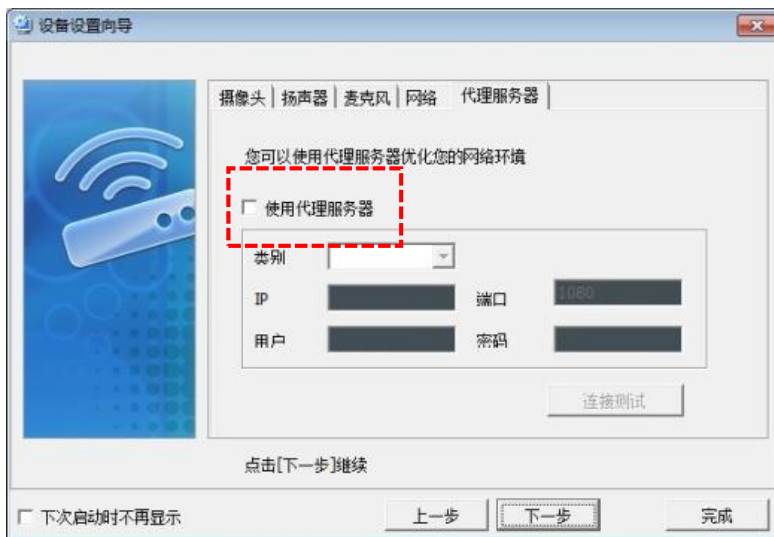 设备设置向导
摄像头 扬声器 麦克风 网络 代理服务器
您可以使用代理服务器优化您的网络环境
使用代理服务器
类别
IP 端口 1080
用户 密码
连接测试
点击[下一步]继续
下次启动时不再显示 上一步 下一步 完成